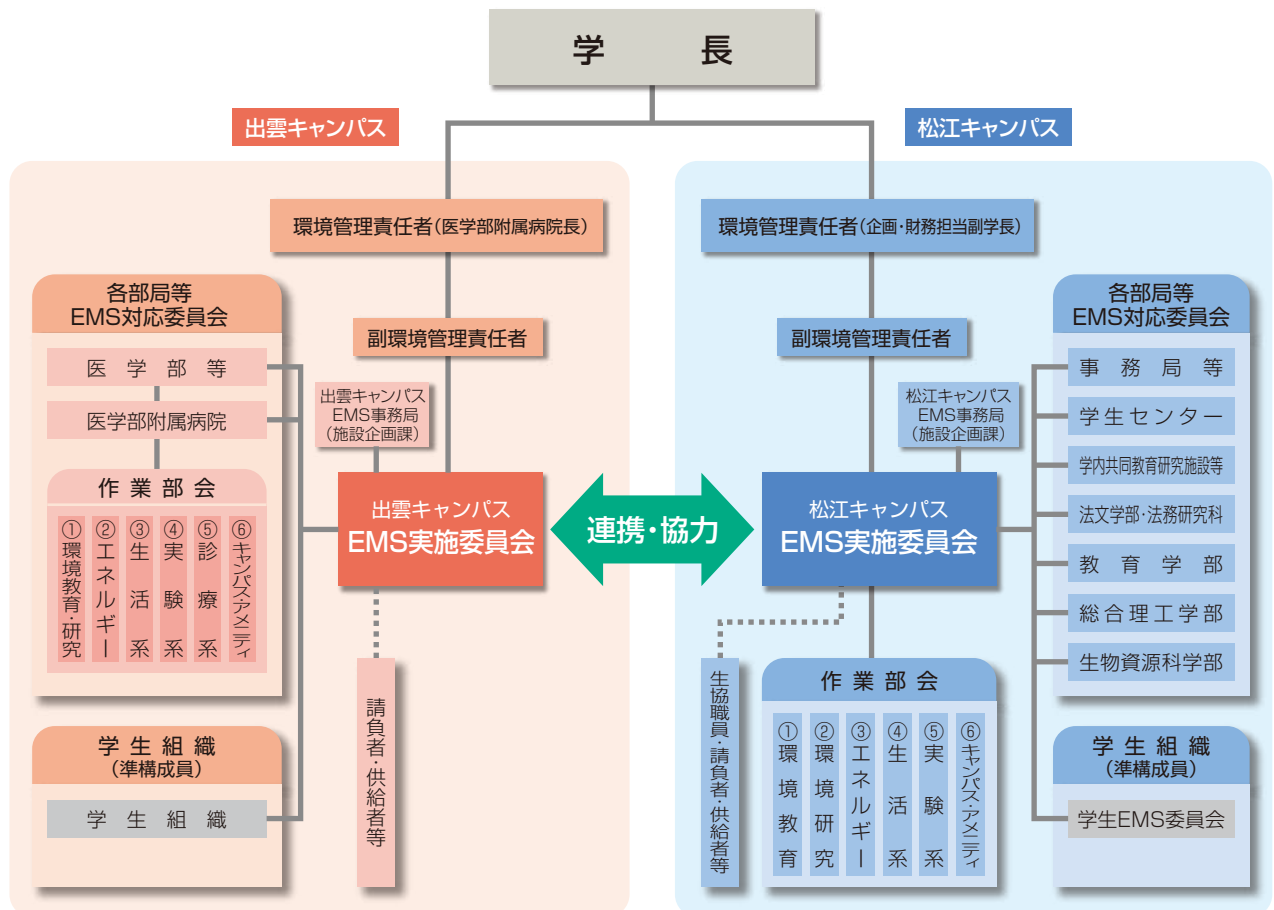 学長
出雲キャンパス
松江キャンパス
環境管理責任者(医学部附属病院長)
環境管理責任者(企画・財務担当副学長)
副環境管理責任者
副環境管理責任者
各部局等
EMS対応委員会
医学部等
医学部附属病院
作業部会
①環境教育・研究
②エネルギー
③生活系
④実験系
⑤診療系
⑥キャンパス・アメニティ
学生組織
(準構成員)
学生組織
出雲キャンパス
EMS事務局
(施設企画課)
出雲キャンパス
EMS実施委員会
請負者・供給者等
連携・協力
松江キャンパス
EMS事務局
(施設企画課)
松江キャンパス
EMS実施委員会
生協職員・請負者・供給者等
作業部会
①環境教育
②環境研究
③エネルギー
④生活系
⑤実験系
⑥キャンパス・アメニティ
各部局等
EMS対応委員会
事務局等
学生センター
学内共同教育研究施設等
法文学部・法務研究科
教育学部
総合理工学部
生物資源科学部
学生組織
(準構成員)
学生EMS委員会